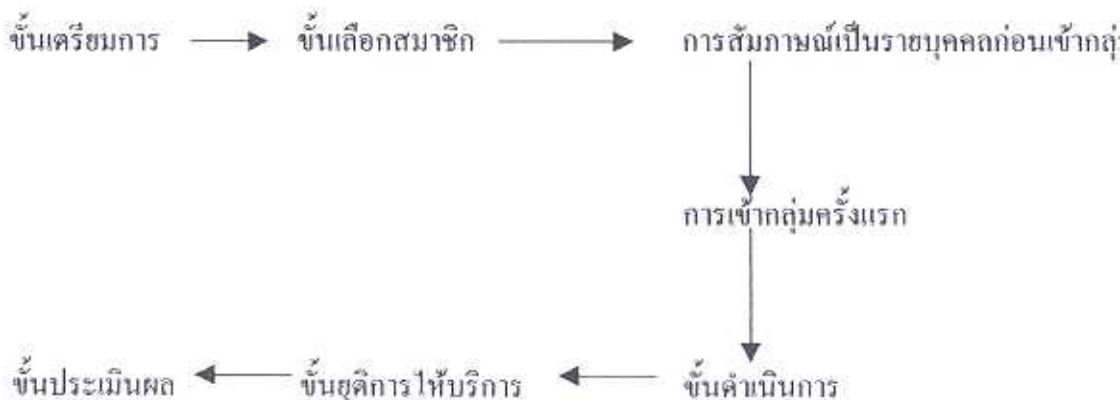 ขั้นเตรียมการ ขั้นเลือกสมาชิก การสัมภาษณ์เป็นรายบุคคลก่อนเข้ากลุ่
การเข้ากลุ่มครั้งแรก
ขั้นประเมินผล ขั้นยุติการให้บริการ ขั้นดำเนินการ